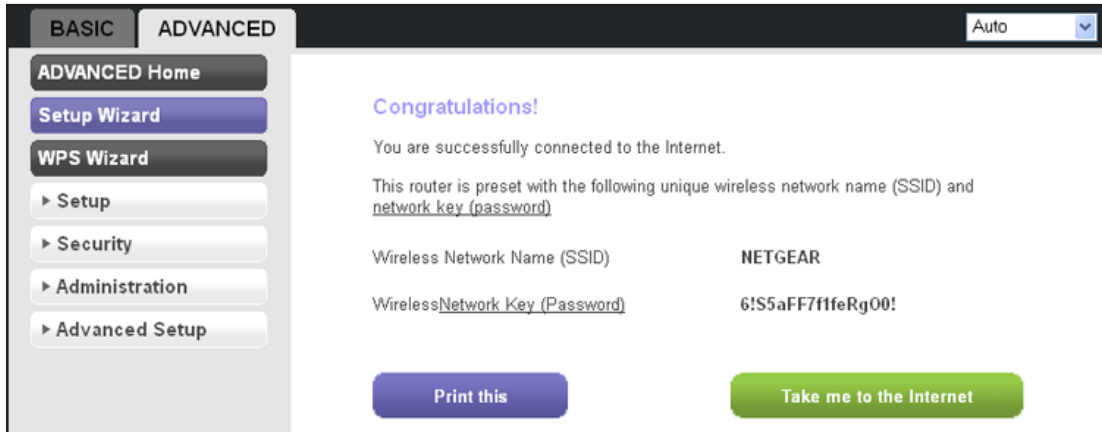 BASIC
ADVANCED
Auto
ADVANCED Home
Setup Wizard
WPS Wizard
Setup
Security
Administration
Advanced Setup
Congratulations!
You are successfully connected to the Internet.
This router is preset with the following unique wireless network name (SSID) and
network key (password)
Wireless Network Name (SSID) NETGEAR
WirelessNetwork Key (Password) 6!S5aFF7f1feRgO0!
Print this
Take me to the Internet